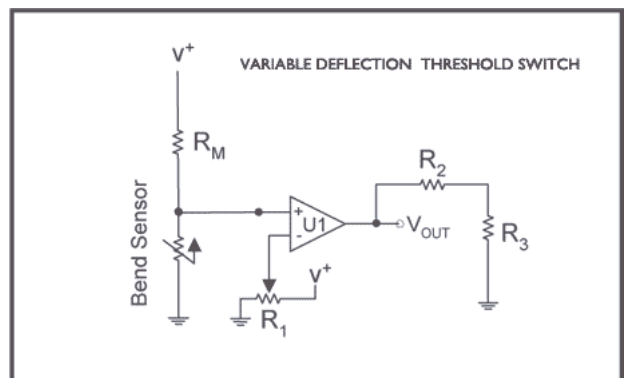 V+
VARIABLE DEFLECTION THRESHOLD SWITCH
RM
R2
Bend Sensor
+
U1
-
VOUT
R3
V+
R1